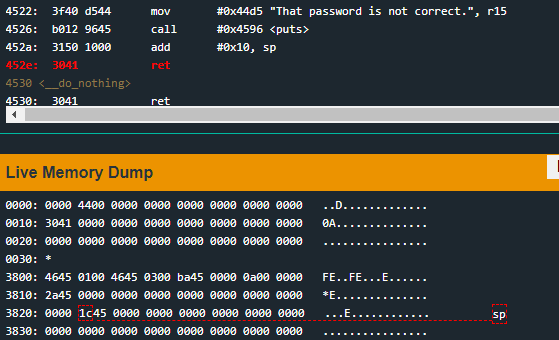 4522:  3f40 d544      mov      #0x44d5 "That password is not correct.", r15
4526:  b012 9645      call     #0x4596 <puts>
452a:  3150 1000      add      #0x10, sp
452e:  3041           ret
4530 <__do_nothing>
4530:  3041           ret
Live Memory Dump
0000: 0000 4400 0000 0000 0000 0000 0000 0000   ..D.............
0010: 3041 0000 0000 0000 0000 0000 0000 0000   0A..............
0020: 0000 0000 0000 0000 0000 0000 0000 0000   ................
0030: *
3800: 4645 0100 4645 0300 ba45 0000 0a00 0000   FE..FE...E......
3810: 2a45 0000 0000 0000 0000 0000 0000 0000   *E..............
3820: 0000 1c45 0000 0000 0000 0000 0000 0000   ...E............ sp
3830: 0000 0000 0000 0000 0000 0000 0000 0000   ................